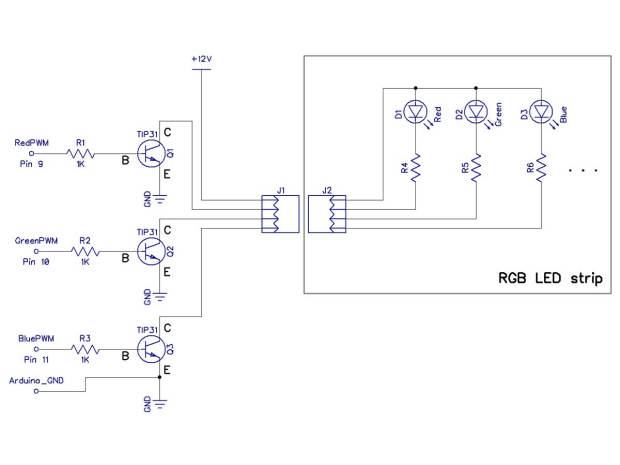 +12V
RedPWM
Pin 9
R1
1K
B
TIP31
C
Q1
E
GND
GreenPWM
Pin 10
R2
1K
B
TIP31
C
Q2
E
GND
BluePWM
Pin 11
R3
1K
B
TIP31
C
Q3
E
Arduino_GND
GND
J1
J2
D1
Red
D2
Green
D3
Blue
R4
R5
R6
. . .
RGB LED strip